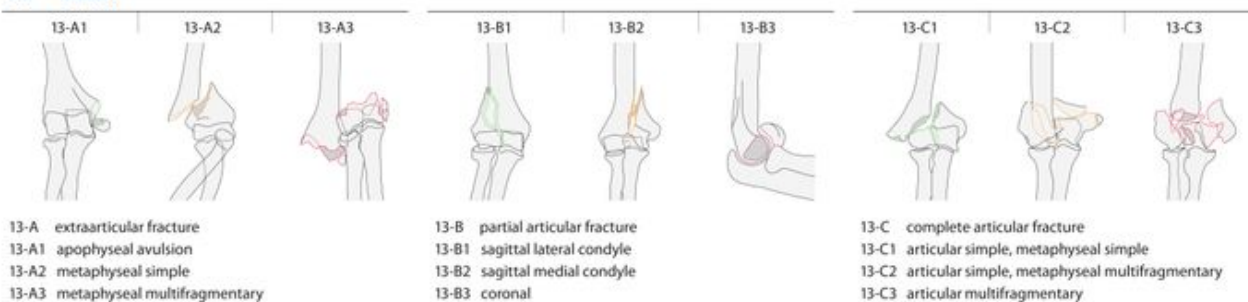 13-A1 13-A2 13-A3 13-B1 13-B2 13-B3 13-C1 13-C2 13-C3
13-A extraarticular fracture
13-A1 apophyseal avulsion
13-A2 metaphyseal simple
13-A3 metaphyseal multifragmentary
13-B partial articular fracture
13-B1 sagittal lateral condyle
13-B2 sagittal medial condyle
13-B3 coronal
13-C complete articular fracture
13-C1 articular simple, metaphyseal simple
13-C2 articular simple, metaphyseal multifragmentary
13-C3 articular multifragmentary